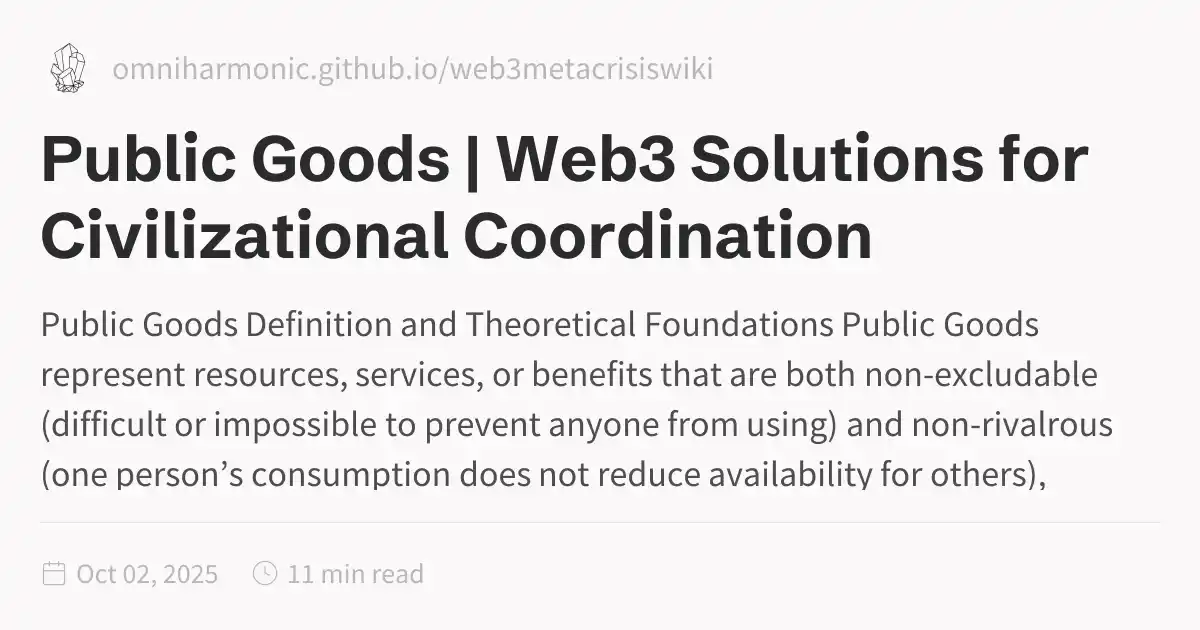 omniharmonic.github.io/web3metacrisiswiki
Public Goods | Web3 Solutions for
Civilizational Coordination
Public Goods Definition and Theoretical Foundations Public Goods
represent resources, services, or benefits that are both non-excludable
(difficult or impossible to prevent anyone from using) and non-rivalrous
(one person’s consumption does not reduce availability for others),
Oct 02, 2025
11 min read